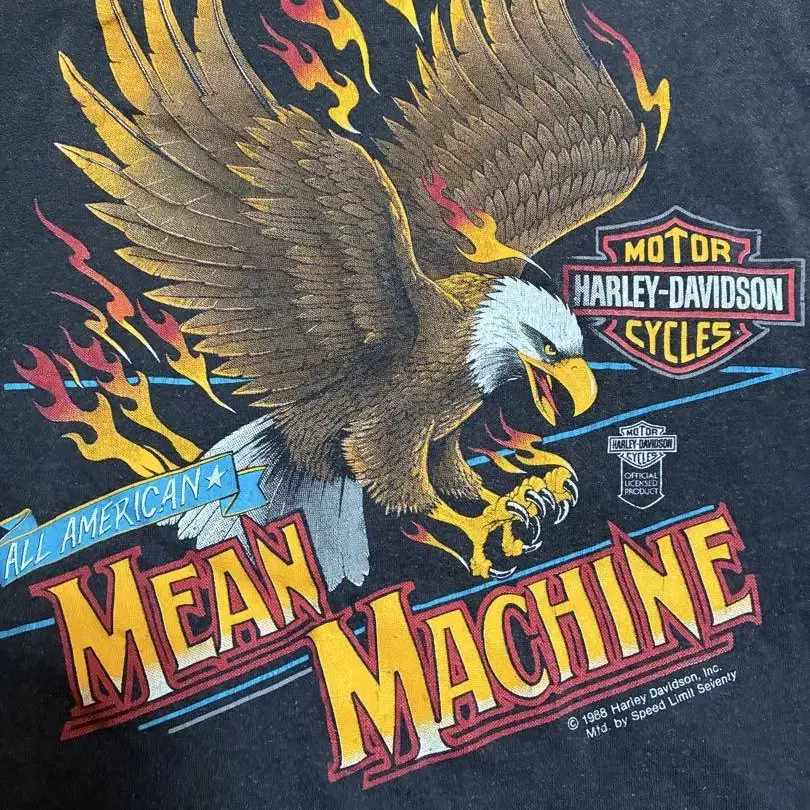 MOTOR
HARLEY-DAVIDSON
CYCLES
MOTOR
HARLEY-DAVIDSON
CYCLES
OFFICIAL
LICENSED
PRODUCT
ALL AMERICAN
MEAN
MACHINE
© 1988 Harley Davidson, Inc.
Mfd. by Speed Limit Seventy